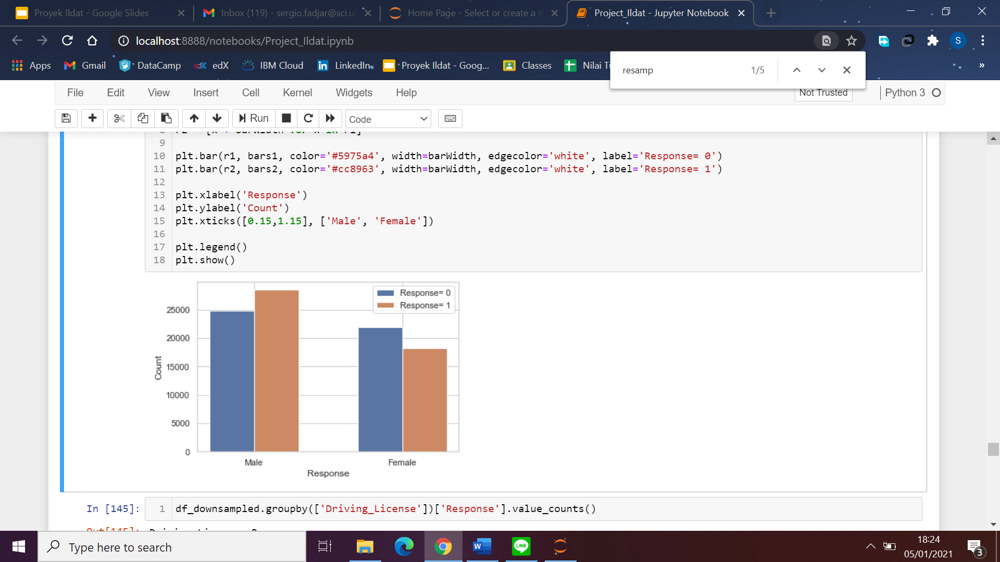 Proyek Ildat - Google Slides
Inbox (119) - sergio.fadjar@sci.ui
Home Page - Select or create a n
Project_Ildat - Jupyter Notebook
localhost:8888/notebooks/Project_Ildat.ipynb
S
Apps
Gmail
DataCamp
edX
IBM Cloud
LinkedIn
Proyek Ildat - Goog...
Classes
Nilai
resamp
1/5
File
Edit
View
Insert
Cell
Kernel
Widgets
Help
Not Trusted
Python 3
Run
Code
9
10 plt.bar(r1, bars1, color='#5975a4', width=barWidth, edgecolor='white', label='Response= 0')
11 plt.bar(r2, bars2, color='#cc8963', width=barWidth, edgecolor='white', label='Response= 1')
12
13 plt.xlabel('Response')
14 plt.ylabel('Count')
15 plt.xticks([0.15,1.15], ['Male', 'Female'])
16
17 plt.legend()
18 plt.show()
Response= 0
Response= 1
25000
20000
15000
10000
5000
0
Count
Male
Female
Response
In [145]:
1 df_downsampled.groupby(['Driving_License'])['Response'].value_counts()
Type here to search
18:24
05/01/2021
3